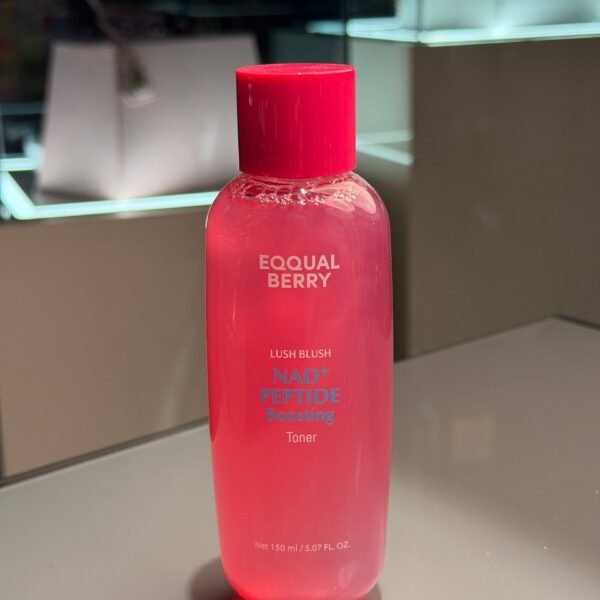 EQQUAL
BERRY
LUSH BLUSH
NAD+
PEPTIDE
Boosting
Toner
Net 150 ml / 5.07 FL. OZ.